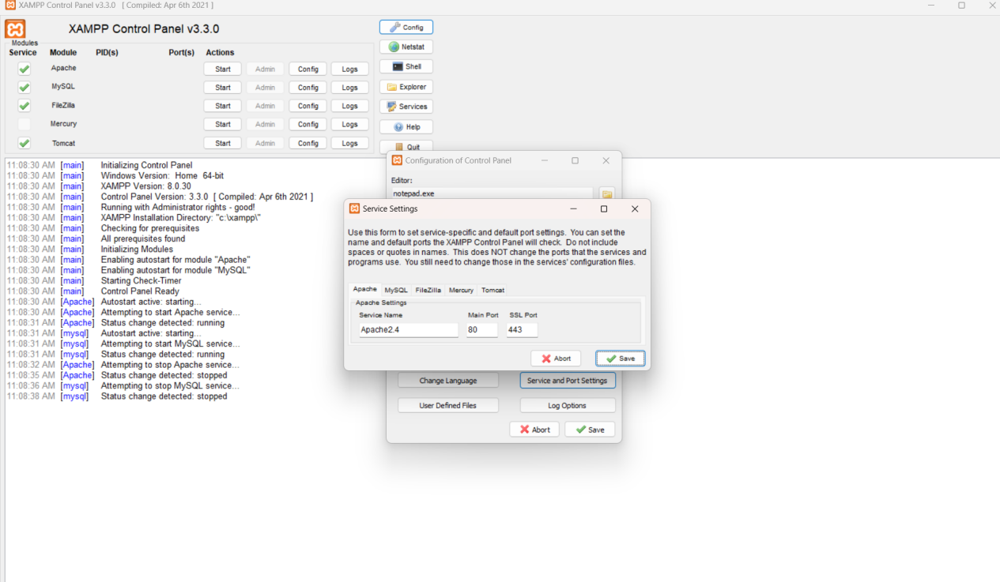 XAMPP Control Panel v3.3.0 [ Compiled: Apr 6th 2021 ]
XAMPP Control Panel v3.3.0
Config
Modules
Service Module PID(s) Port(s) Actions
Netstat
Apache Start Admin Config Logs
Shell
MySQL Start Admin Config Logs
Explorer
FileZilla Start Admin Config Logs
Services
Mercury Start Admin Config Logs
Help
Tomcat Start Admin Config Logs
Quit
11:08:30 AM [main] Initializing Control Panel
11:08:30 AM [main] Windows Version: Home 64-bit
11:08:30 AM [main] XAMPP Version: 8.0.30
11:08:30 AM [main] Control Panel Version: 3.3.0 [ Compiled: Apr 6th 2021 ]
11:08:30 AM [main] Running with Administrator rights - good!
11:08:30 AM [main] XAMPP Installation Directory: "c:\xampp\"
11:08:30 AM [main] Checking for prerequisites
11:08:30 AM [main] All prerequisites found
11:08:30 AM [main] Initializing Modules
11:08:30 AM [main] Enabling autostart for module "Apache"
11:08:30 AM [main] Enabling autostart for module "MySQL"
11:08:30 AM [main] Starting Check-Timer
11:08:30 AM [main] Control Panel Ready
11:08:30 AM [Apache] Autostart active: starting...
11:08:30 AM [Apache] Attempting to start Apache service...
11:08:31 AM [Apache] Status change detected: running
11:08:31 AM [mysql] Autostart active: starting...
11:08:31 AM [mysql] Attempting to start MySQL service...
11:08:31 AM [mysql] Status change detected: running
11:08:32 AM [Apache] Attempting to stop Apache service...
11:08:35 AM [Apache] Status change detected: stopped
11:08:36 AM [mysql] Attempting to stop MySQL service...
11:08:38 AM [mysql] Status change detected: stopped
Configuration of Control Panel
Editor:
notepad.exe
Service Settings
Use this form to set service-specific and default port settings. You can set the
name and default ports the XAMPP Control Panel will check. Do not include
spaces or quotes in names. This does NOT change the ports that the services and
programs use. You still need to change those in the services' configuration files.
Apache MySQL FileZilla Mercury Tomcat
Apache Settings
Service Name Main Port SSL Port
Apache2.4 80 443
Abort Save
Change Language Service and Port Settings
User Defined Files Log Options
Abort Save